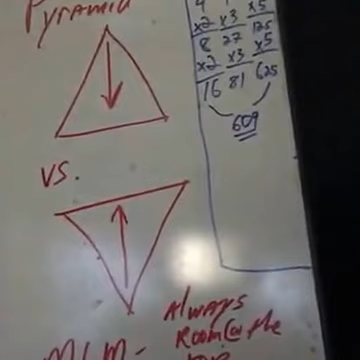 Pyramid
4
x2 x3 x5
8 27 125
x2 x3 x5
16 81 625
609
vs.
Always
Room @ the
MLM-